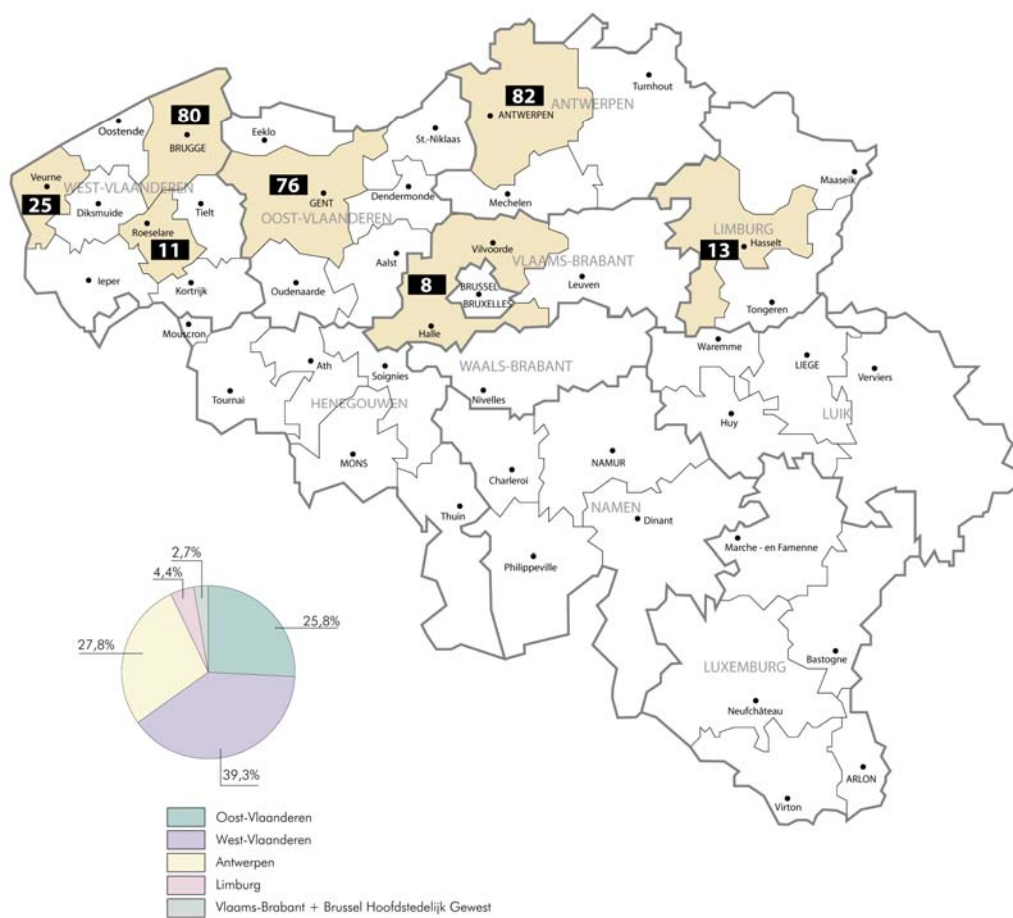 Turnhout
82
ANTWERPEN
ANTWERPEN
80
Oostende
BRUGGE
Eeklo
St.-Niklaas
Veurne
25
WEST-VLAANDEREN
Diksmuide
Tielt
Roeselare
11
76
GENT
OOST-VLAANDEREN
Dendermonde
Mechelen
Maaseik
LIMBURG
Hasselt
13
Vilvoorde
VLAAMS-BRABANT
Aalst
8
BRUSSEL
BRUXELLES
Leuven
Ieper
Kortrijk
Oudenaarde
Halle
Tongeren
Mouscron
Ath
Soignies
WAALS-BRABANT
Waremme
LIEGE
Verviers
Tournai
HENEGOUWEN
Nivelles
Huy
LUIK
MONS
Charleroi
NAMUR
Thuin
NAMEN
Dinant
Philippeville
Marche - en Famenne
LUXEMBURG
Bastogne
Neufchâteau
ARLON
Virton
2,7%
4,4%
25,8%
27,8%
39,3%
Oost-Vlaanderen
West-Vlaanderen
Antwerpen
Limburg
Vlaams-Brabant + Brussel Hoofdstedelijk Gewest